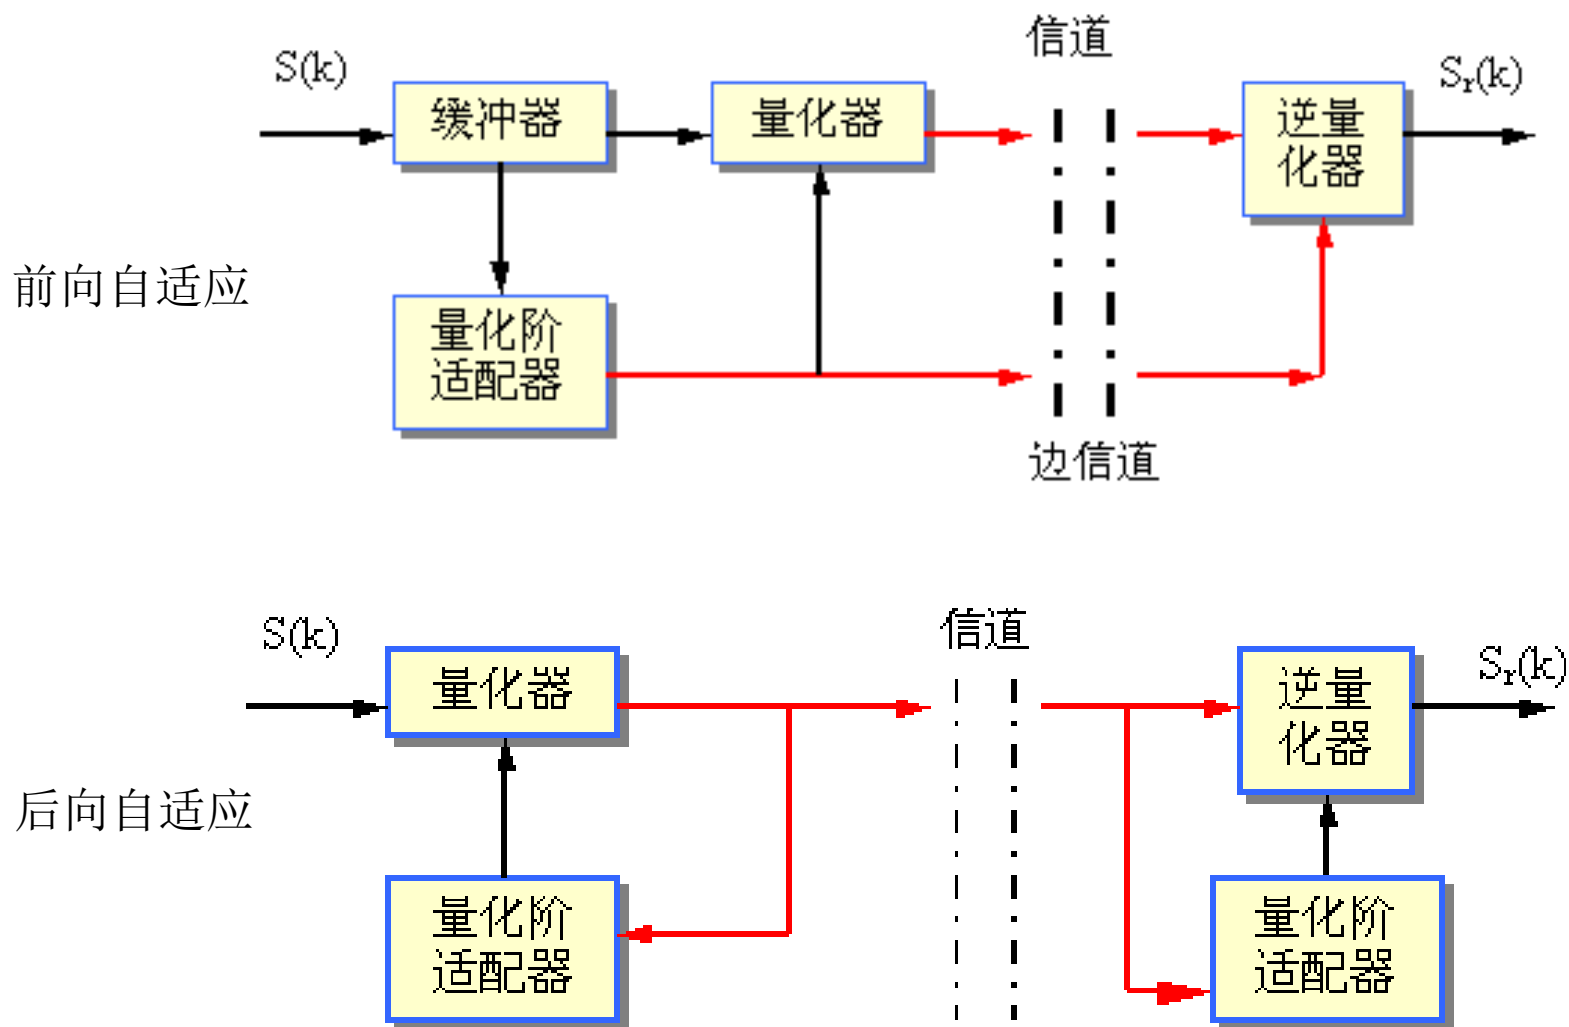 信道
S(k)
Sr(k)
缓冲器
量化器
逆量
化器
前向自适应
量化阶
适配器
边信道
信道
S(k)
Sr(k)
量化器
逆量
化器
后向自适应
量化阶
适配器
量化阶
适配器